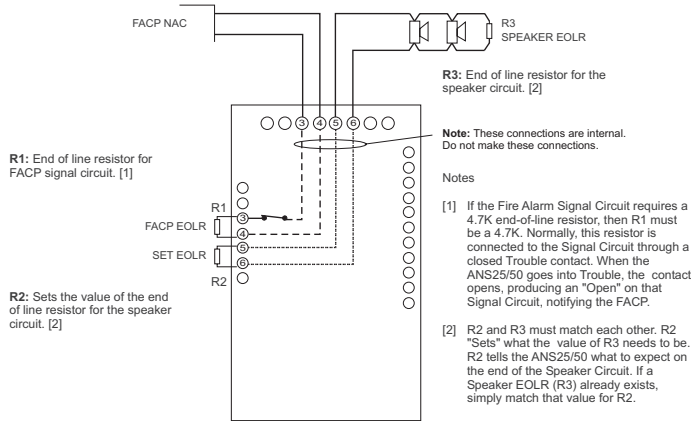 FACP NAC
R3
SPEAKER EOLR
R3: End of line resistor for the
speaker circuit. [2]
3 4 5 6
Note: These connections are internal.
Do not make these connections.
R1: End of line resistor for
FACP signal circuit. [1]
R1
3
FACP EOLR
4
5
SET EOLR
6
R2
R2: Sets the value of the end
of line resistor for the speaker
circuit. [2]
Notes
[1] If the Fire Alarm Signal Circuit requires a
4.7K end-of-line resistor, then R1 must
be a 4.7K. Normally, this resistor is
connected to the Signal Circuit through a
closed Trouble contact. When the
ANS25/50 goes into Trouble, the contact
opens, producing an "Open" on that
Signal Circuit, notifying the FACP.
[2] R2 and R3 must match each other. R2
"Sets" what the value of R3 needs to be.
R2 tells the ANS25/50 what to expect on
the end of the Speaker Circuit. If a
Speaker EOLR (R3) already exists,
simply match that value for R2.